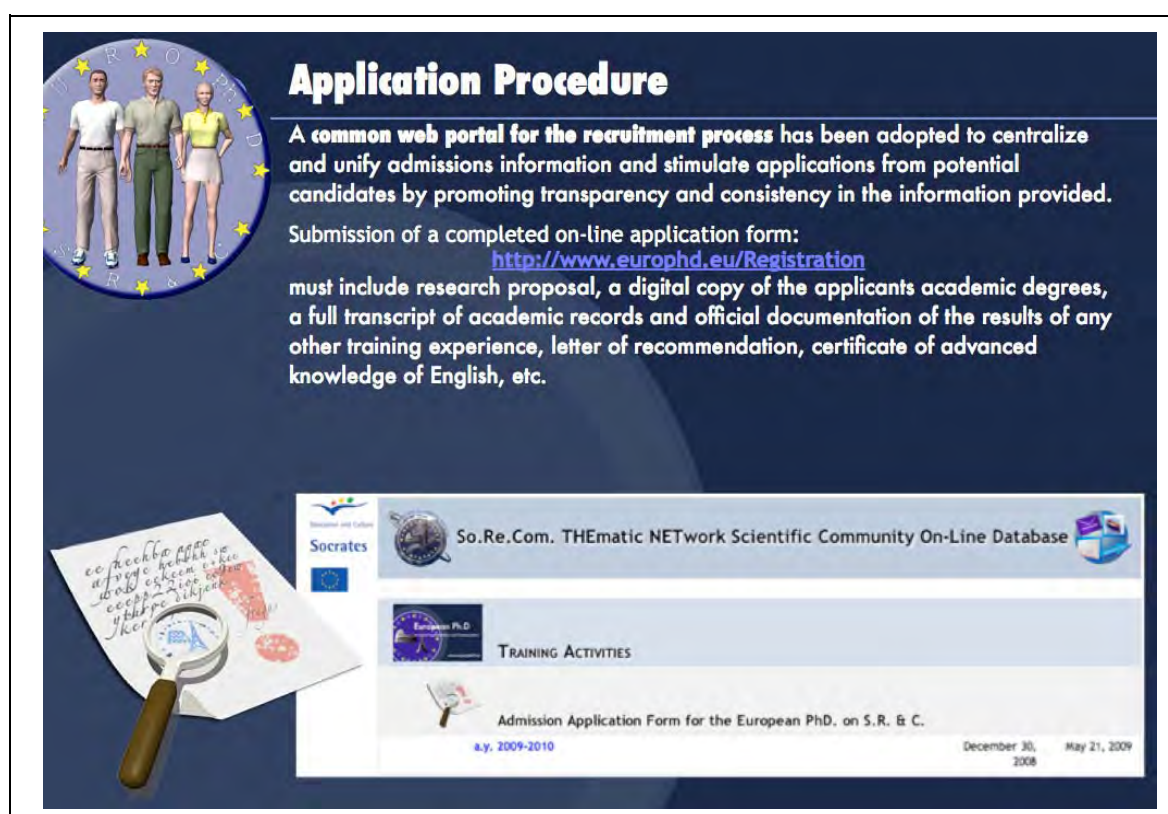 Application Procedure
A common web portal for the recruitment process has been adopted to centralize
and unify admissions information and stimulate applications from potential
candidates by promoting transparency and consistency in the information provided.
Submission of a completed on-line application form:
http://www.europhd.eu/Registration
must include research proposal, a digital copy of the applicants academic degrees,
a full transcript of academic records and official documentation of the results of any
other training experience, letter of recommendation, certificate of advanced
knowledge of English, etc.
Education and Culture
Socrates
So.Re.Com. THEmatic NETwork Scientific Community On-Line Database
European Ph.D
TRAINING ACTIVITIES
Admission Application Form for the European PhD. on S.R. & C.
a.y. 2009-2010
December 30, May 21, 2009
2008